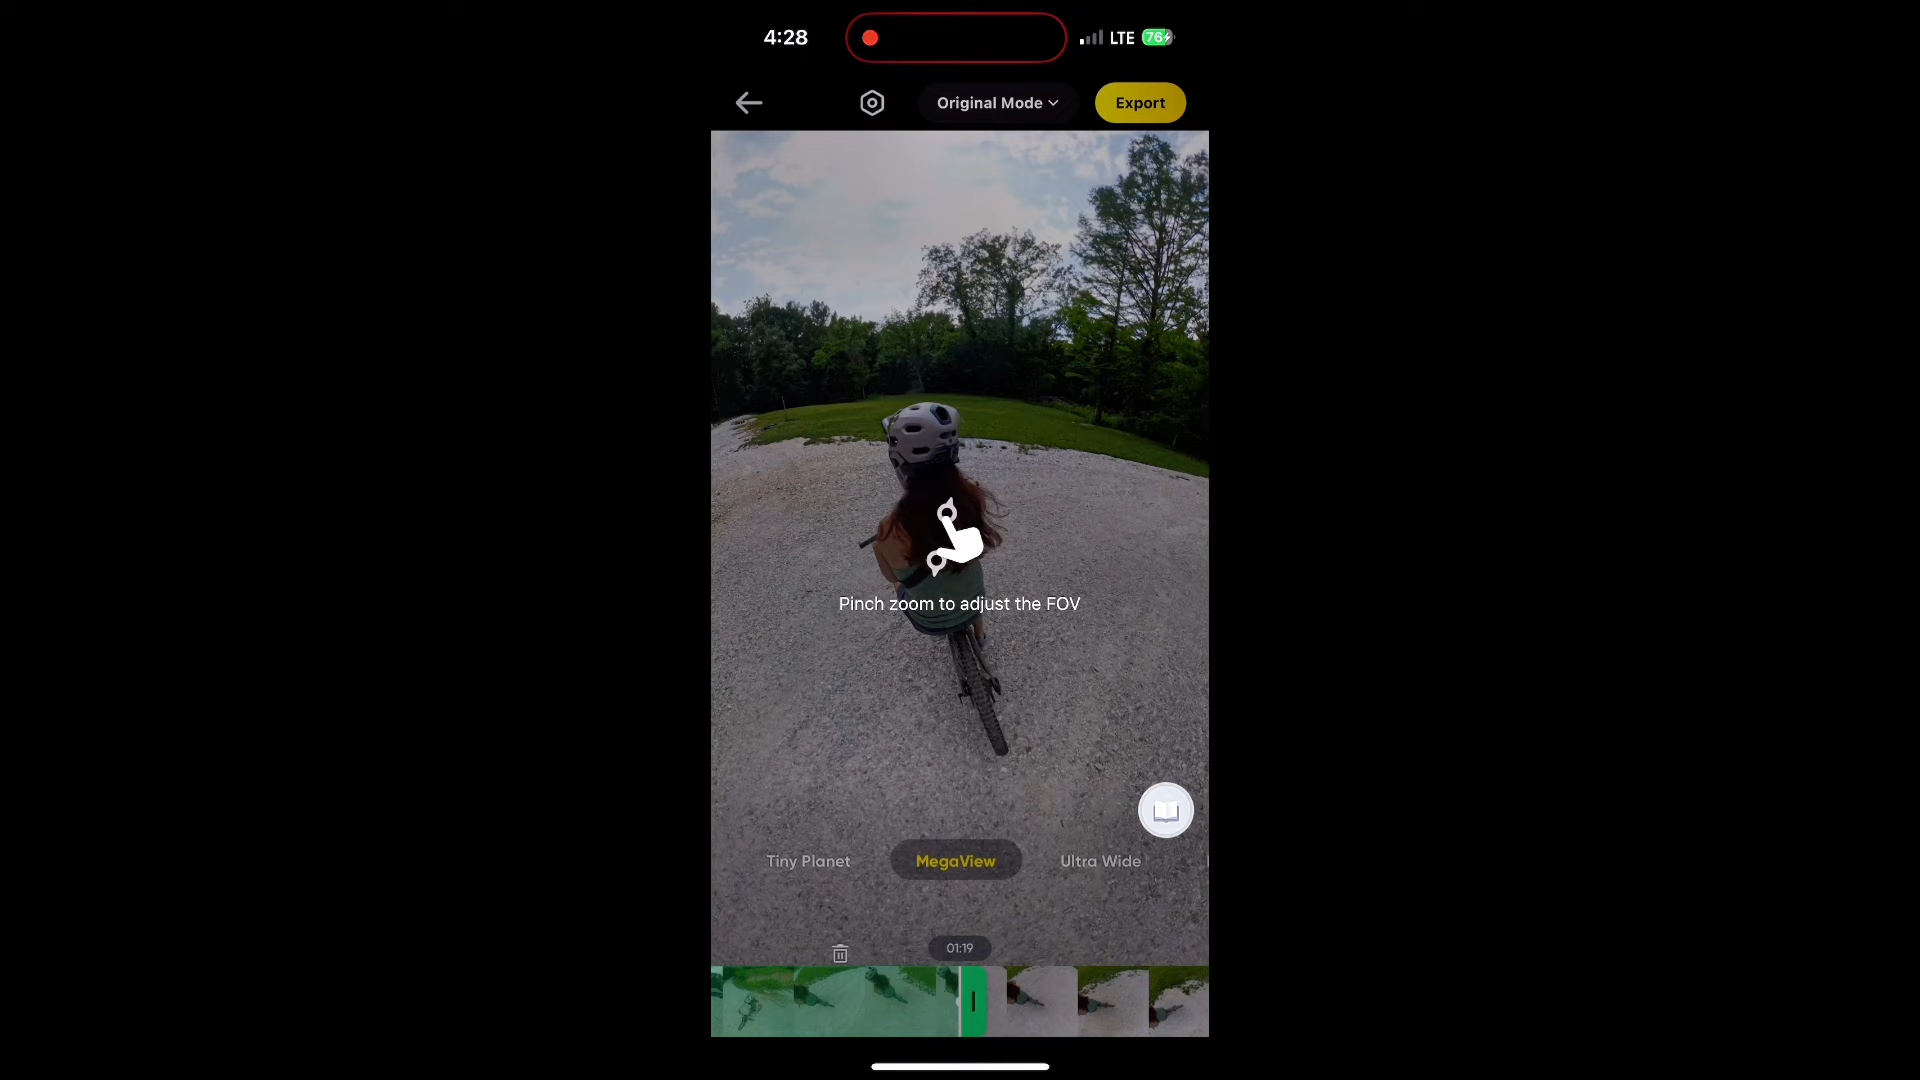 4:28
LTE
76
Original Mode
Export
Pinch zoom to adjust the FOV
Tiny Planet
MegaView
Ultra Wide
01:19